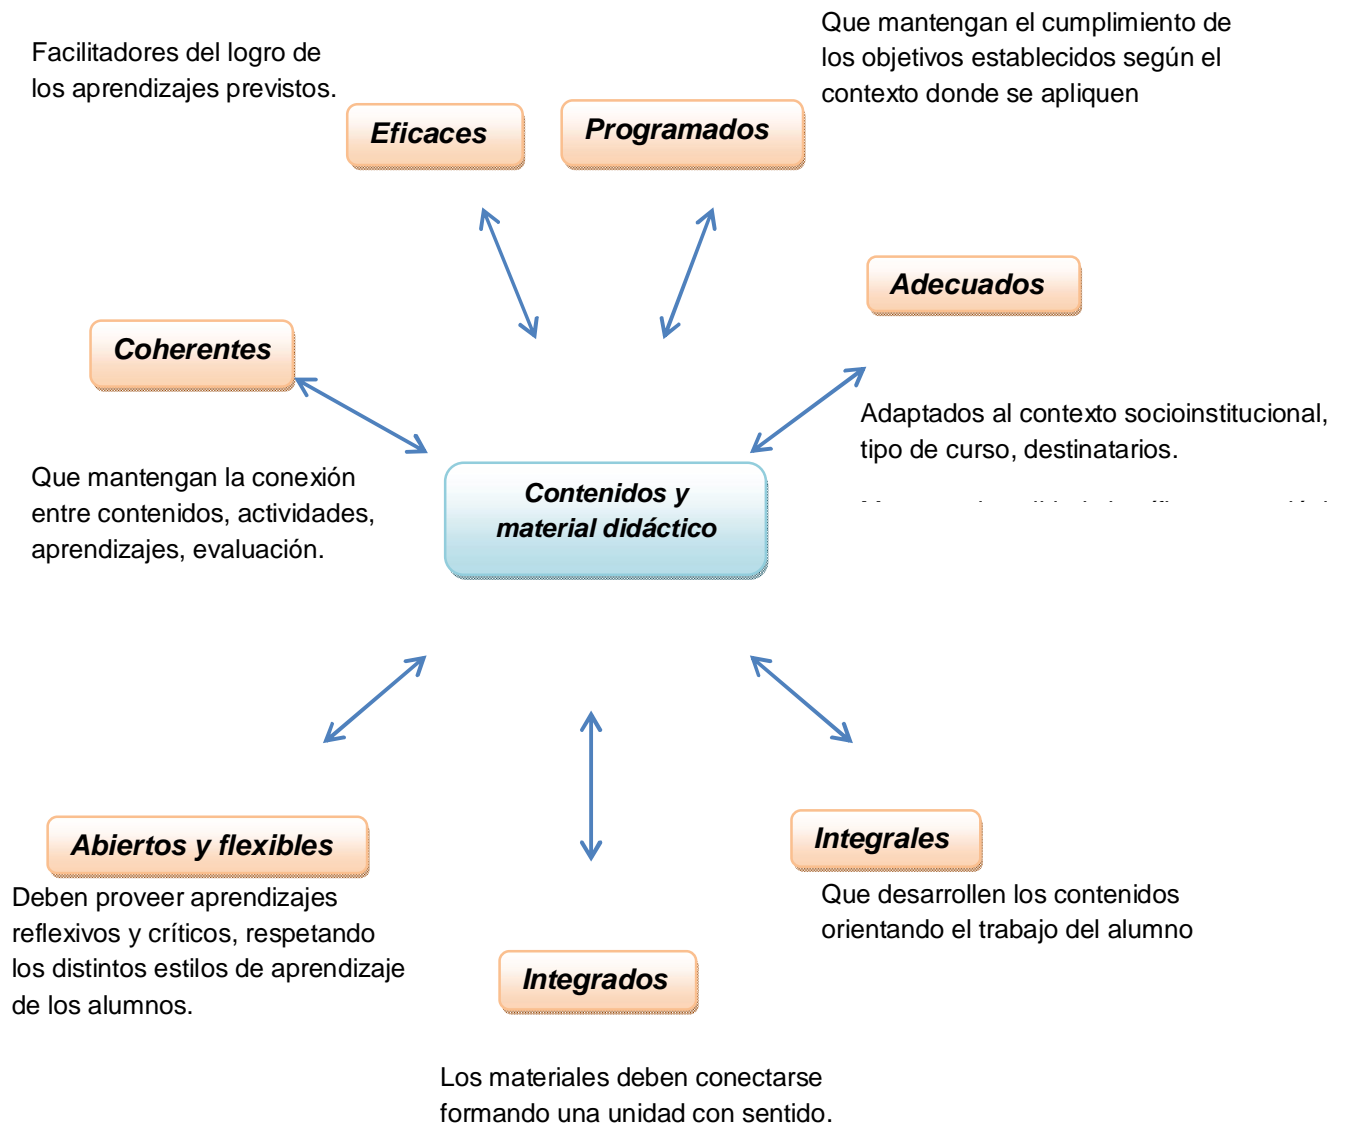 Facilitadores del logro de
los aprendizajes previstos.
Que mantengan el cumplimiento de
los objetivos establecidos según el
contexto donde se apliquen
Eficaces
Programados
Adecuados
Adaptados al contexto socioinstitucional,
tipo de curso, destinatarios.
Coherentes
Que mantengan la conexión
entre contenidos, actividades,
aprendizajes, evaluación.
Contenidos y
material didáctico
Abiertos y flexibles
Deben proveer aprendizajes
reflexivos y críticos, respetando
los distintos estilos de aprendizaje
de los alumnos.
Integrados
Los materiales deben conectarse
formando una unidad con sentido.
Integrales
Que desarrollen los contenidos
orientando el trabajo del alumno